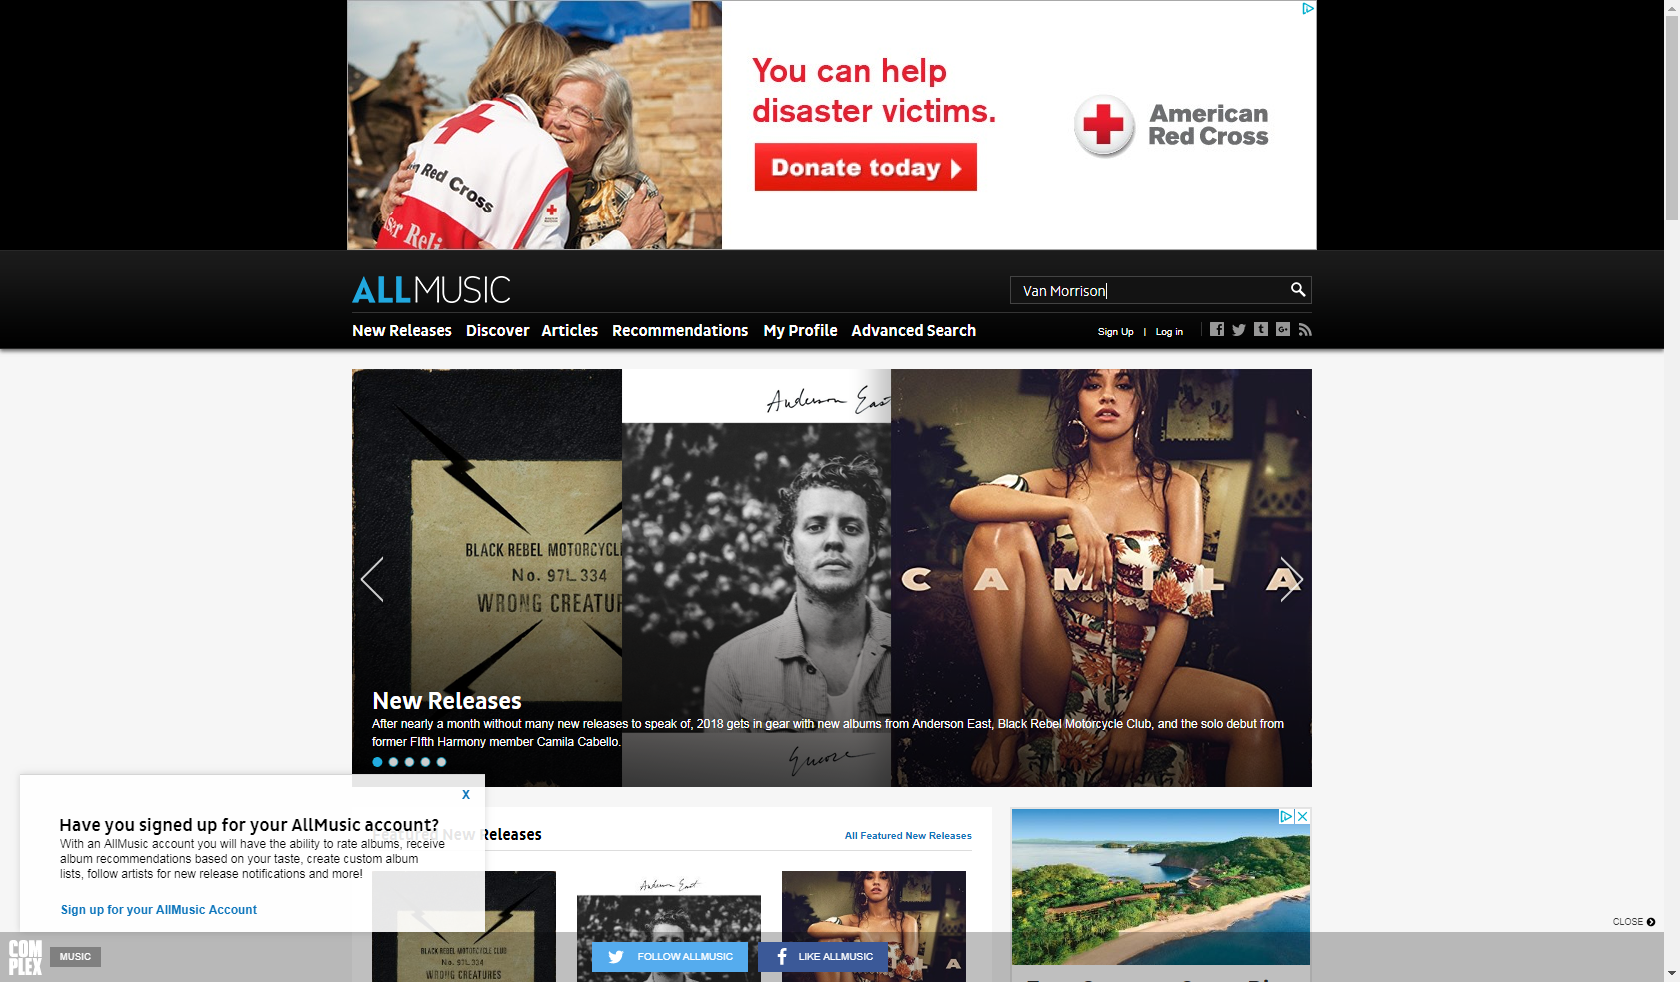 You can help
disaster victims.
Donate today
American
Red Cross
n Red Cross
ser Reli
ALLMUSIC
Van Morrison
New Releases Discover Articles Recommendations My Profile Advanced Search
Sign Up | Log in
Anderson East
BLACK REBEL MOTORCYCL
No. 97L 334
WRONG CREATUR
CAMILA
New Releases
After nearly a month without many new releases to speak of, 2018 gets in gear with new albums from Anderson East, Black Rebel Motorcycle Club, and the solo debut from
former FIfth Harmony member Camila Cabello.
Encore
X
Have you signed up for your AllMusic account?
With an AllMusic account you will have the ability to rate albums, receive
album recommendations based on your taste, create custom album
lists, follow artists for new release notifications and more!
Sign up for your AllMusic Account
Featured New Releases
All Featured New Releases
Anderson East
BLACK REBEL MOTORCYCLE CLUB
No. 97L 334
WRONG CREATURES
A
CLOSE
COMPLEX
MUSIC
FOLLOW ALLMUSIC
LIKE ALLMUSIC